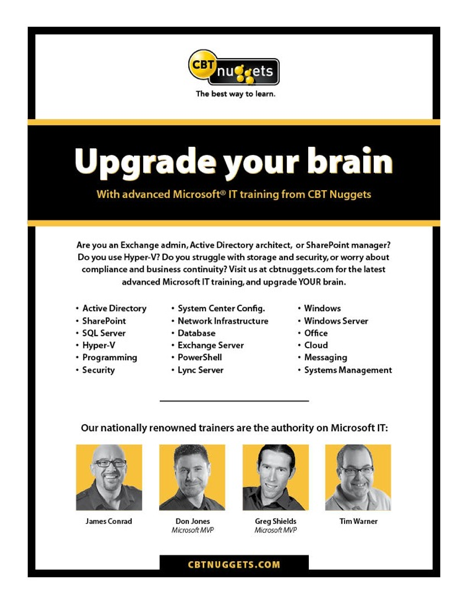 CBT
nuggets
The best way to learn.
Upgrade your brain
With advanced Microsoft® IT training from CBT Nuggets
Are you an Exchange admin, Active Directory architect, or SharePoint manager?
Do you use Hyper-V? Do you struggle with storage and security, or worry about
compliance and business continuity? Visit us at cbtnuggets.com for the latest
advanced Microsoft IT training, and upgrade YOUR brain.
• Active Directory
• SharePoint
• SQL Server
• Hyper-V
• Programming
• Security
• System Center Config.
• Network Infrastructure
• Database
• Exchange Server
• PowerShell
• Lync Server
• Windows
• Windows Server
• Office
• Cloud
• Messaging
• Systems Management
Our nationally renowned trainers are the authority on Microsoft IT:
James Conrad
Don Jones
Microsoft MVP
Greg Shields
Microsoft MVP
Tim Warner
CBTNUGGETS.COM